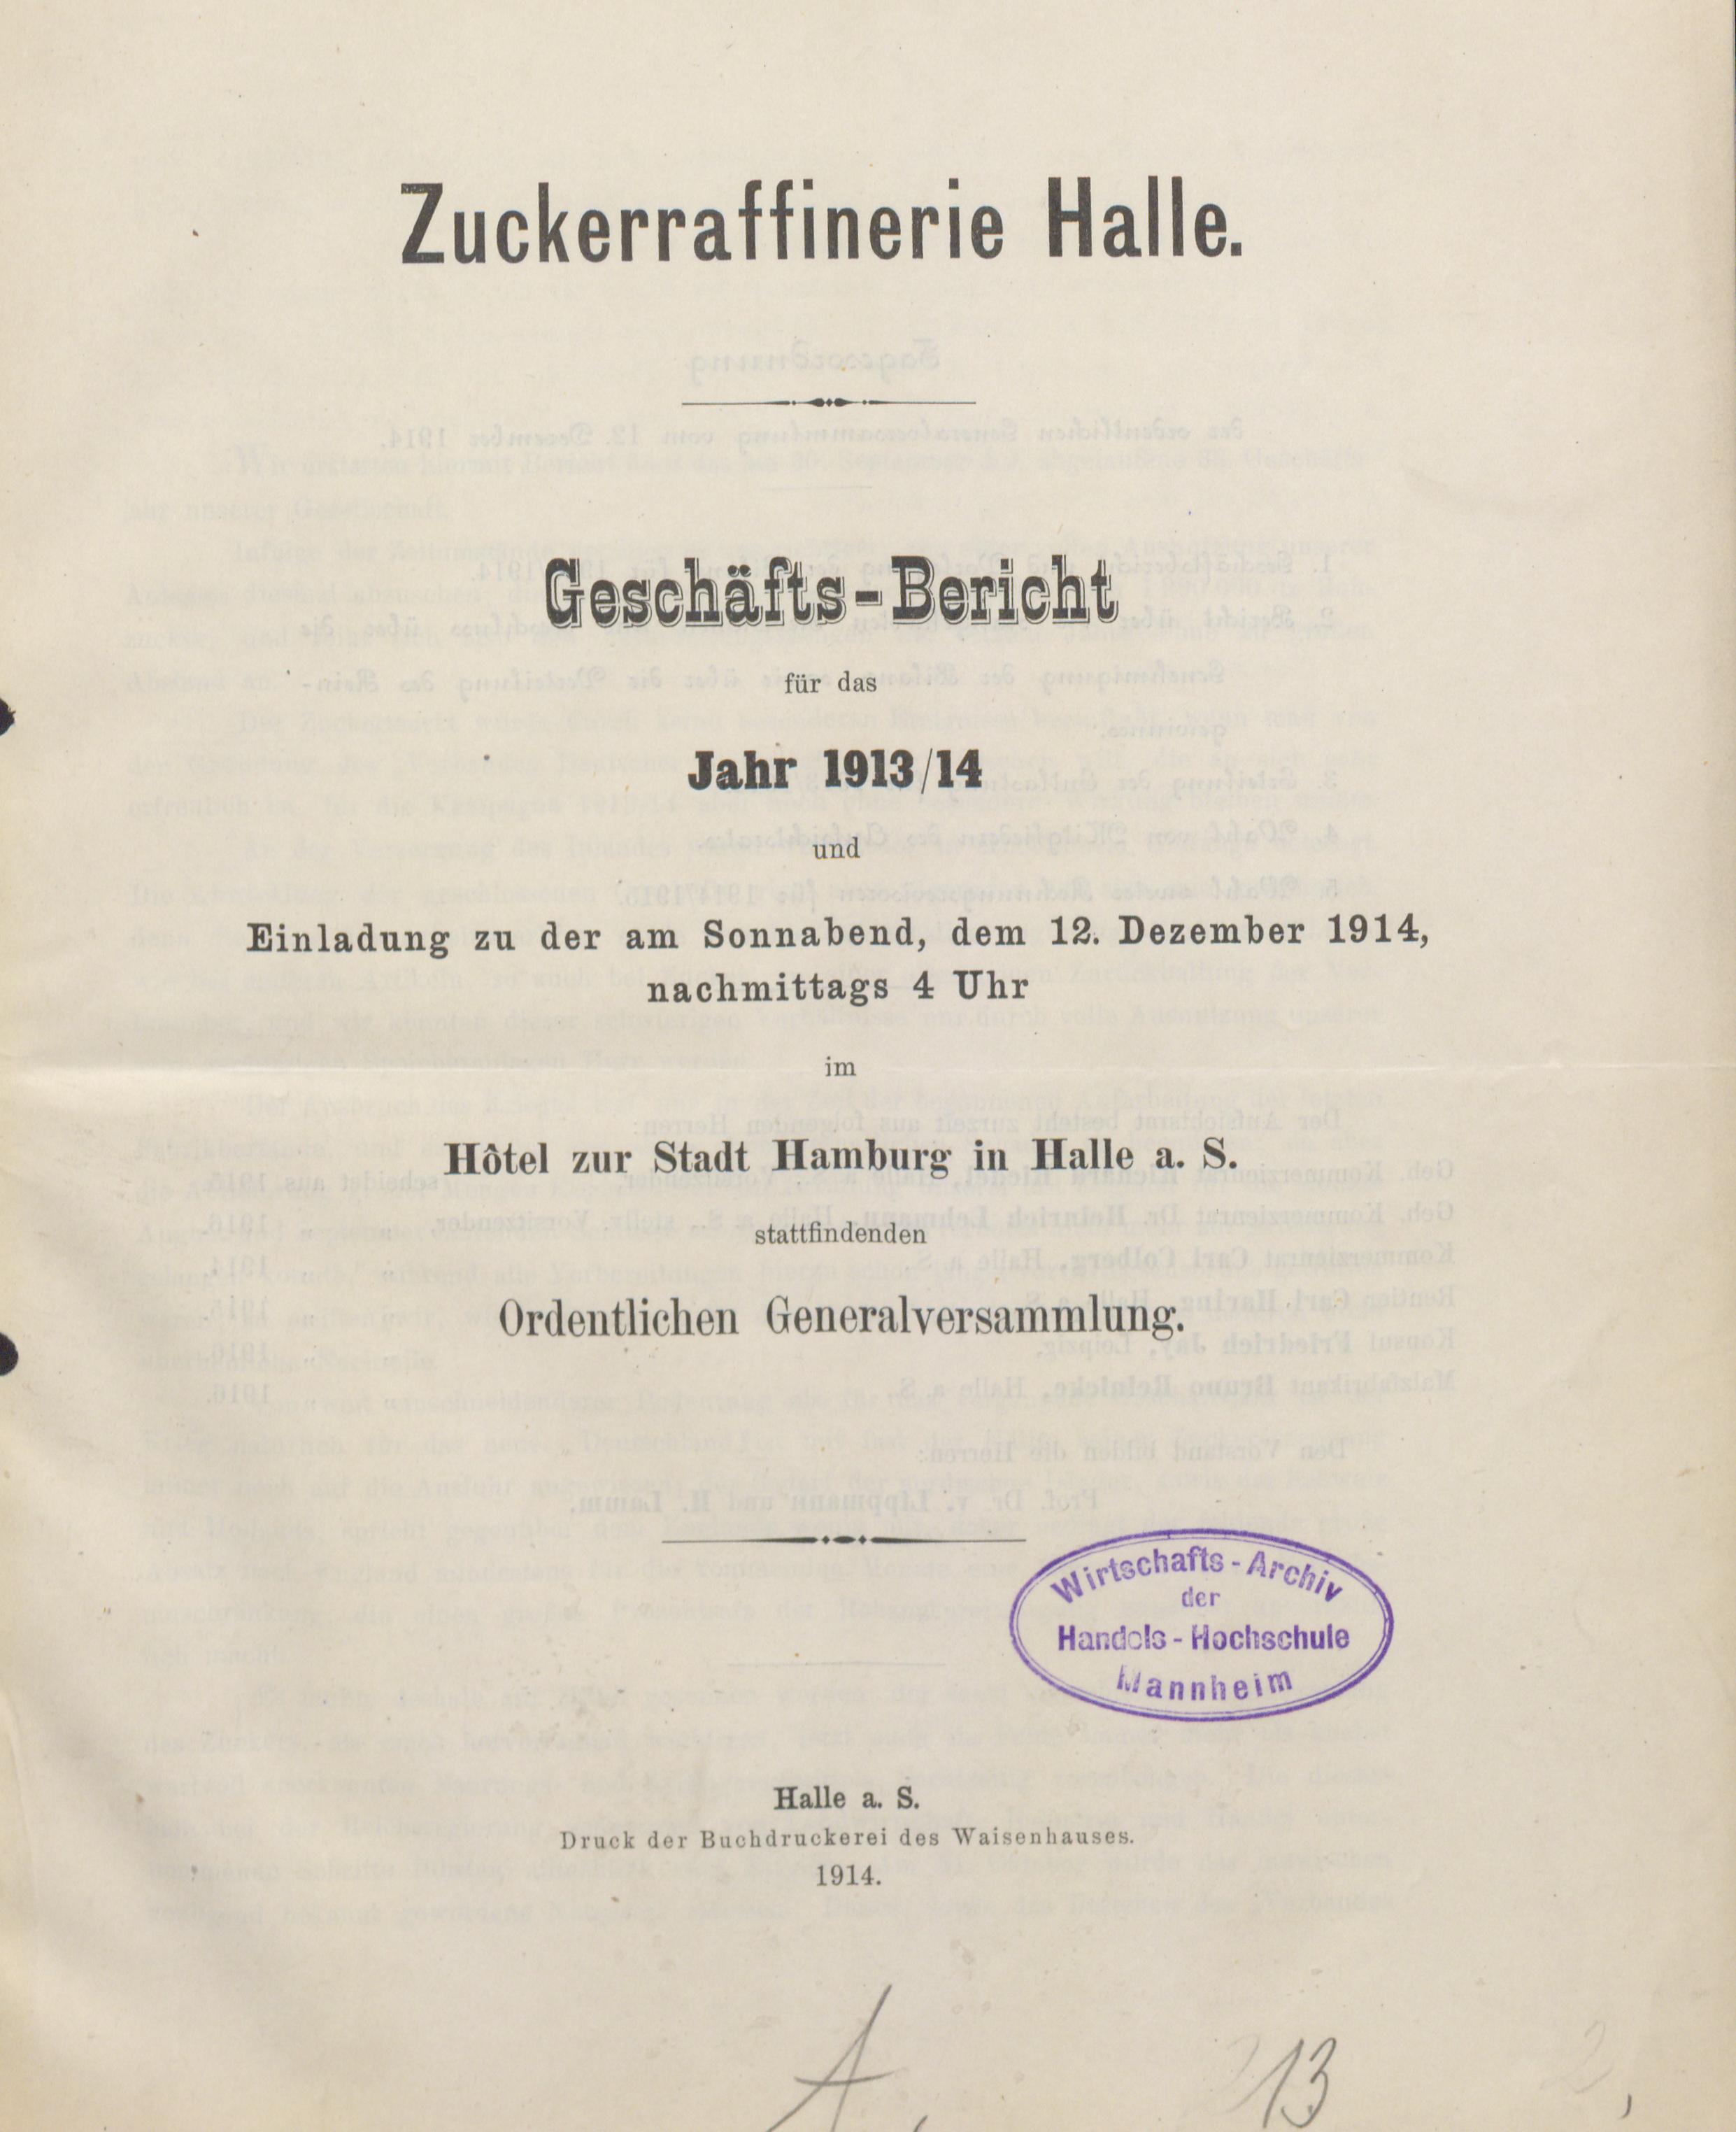 Zuckerraffinerie Halle.
Geschäfts-Bericht
für das
Jahr 1913/14
und
Einladung zu der am Sonnabend, dem 12. Dezember 1914,
nachmittags 4 Uhr
im
Hôtel zur Stadt Hamburg in Halle a. S.
stattfindenden
Ordentlichen Generalversammlung.
Wirtschafts-Archiv
der
Handels-Hochschule
Mannheim
Halle a. S.
Druck der Buchdruckerei des Waisenhauses.
1914.
A.
13